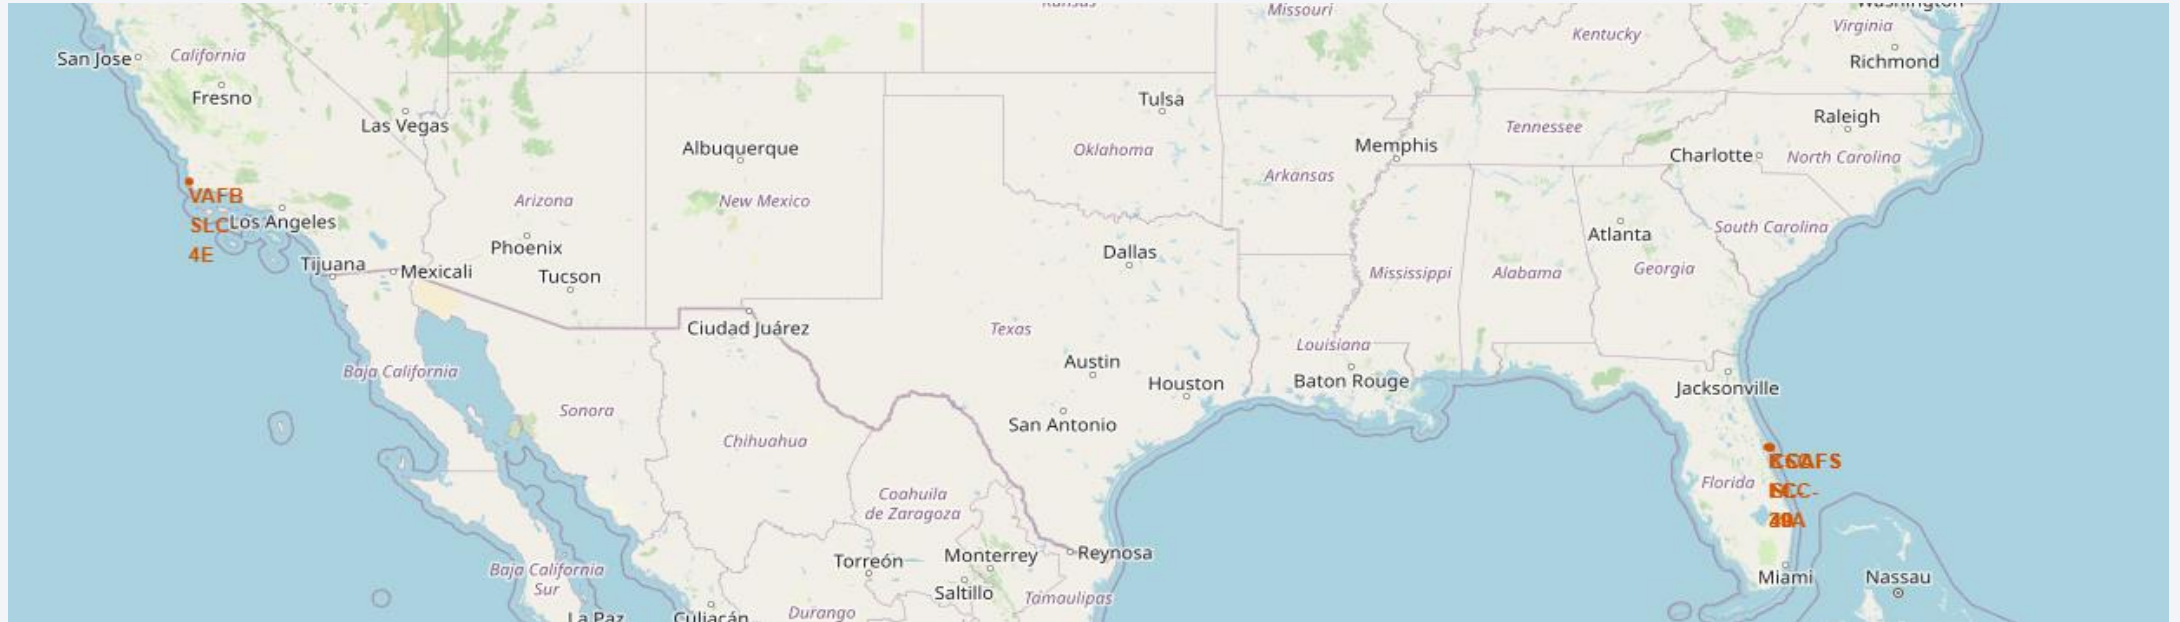 Kansas
Missouri
Washington
Virginia
Kentucky
San Jose
California
Richmond
Fresno
Tulsa
Las Vegas
Raleigh
Tennessee
Albuquerque
Oklahoma
Memphis
Charlotte
North Carolina
Arkansas
VAFB
SLC
4E
Los Angeles
Arizona
New Mexico
South Carolina
Atlanta
Phoenix
Dallas
Tijuana
Mexicali
Tucson
Mississippi
Alabama
Georgia
Ciudad Juárez
Texas
Louisiana
Austin
Baja California
Houston
Baton Rouge
Jacksonville
Sonora
San Antonio
Chihuahua
Florida
Coahuila
de Zaragoza
Torreón
Monterrey
Reynosa
Baja California
Sur
Saltillo
Tamaulipas
Miami
Nassau
La Paz
Culiacán
Durango